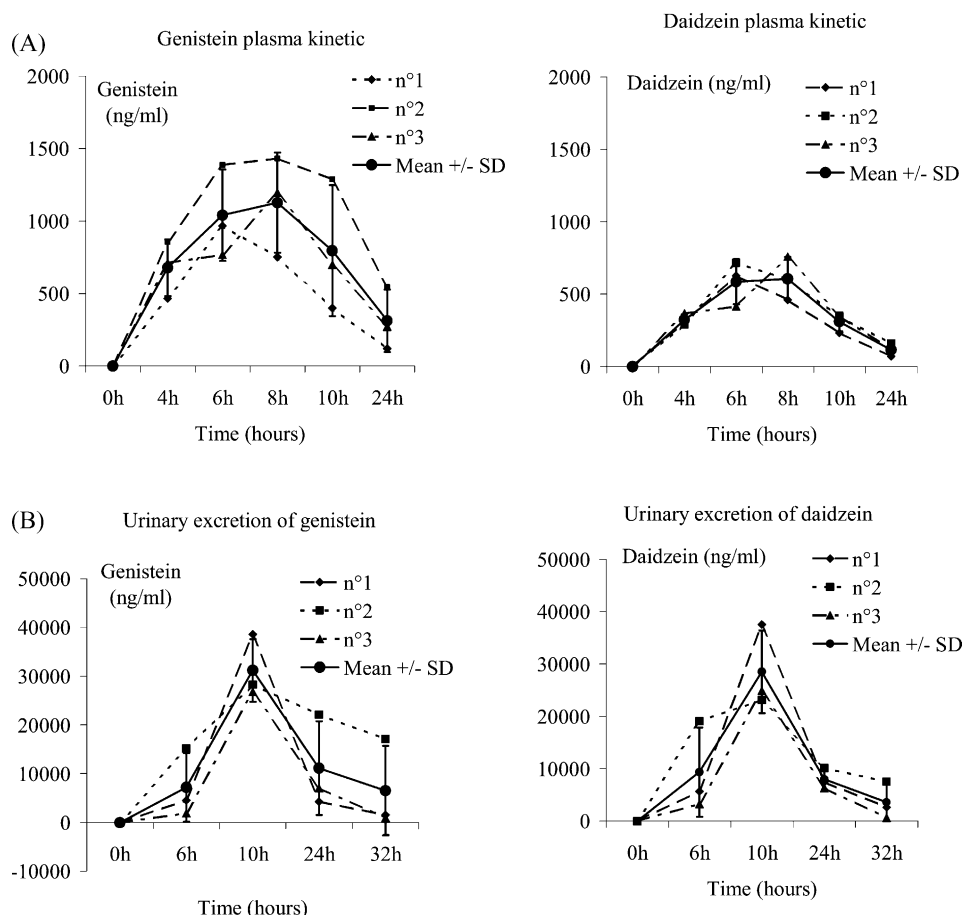 (A)
Genistein plasma kinetic
2000
1500
1000
500
0
Genistein
(ng/ml)
n°1
n°2
n°3
Mean +/- SD
0h 4h 6h 8h 10h 24h
Time (hours)
Daidzein plasma kinetic
2000
1500
1000
500
0
Daidzein (ng/ml)
n°1
n°2
n°3
Mean +/- SD
0h 4h 6h 8h 10h 24h
Time (hours)
(B)
Urinary excretion of genistein
50000
40000
30000
20000
10000
0
-10000
Genistein
(ng/ml)
n°1
n°2
n°3
Mean +/- SD
0h 6h 10h 24h 32h
Time (hours)
Urinary excretion of daidzein
50000
40000
30000
20000
10000
0
Daidzein (ng/ml)
n°1
n°2
n°3
Mean +/- SD
0h 6h 10h 24h 32h
Time (hours)